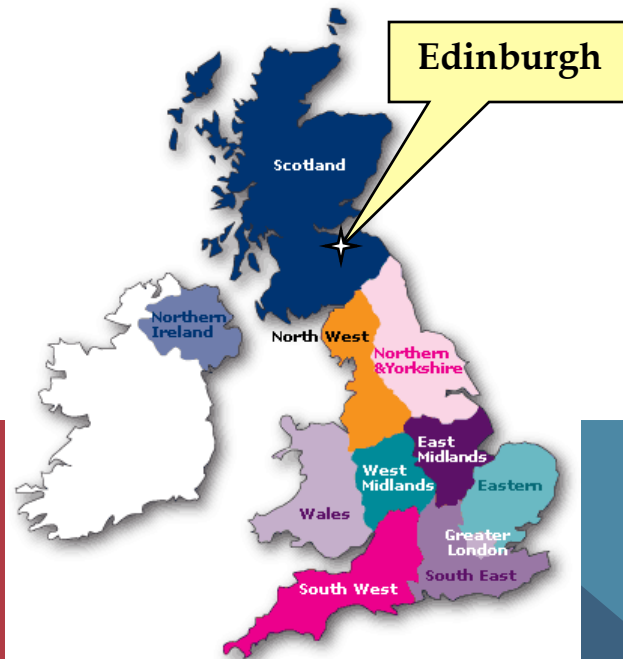 Edinburgh
Scotland
Northern
Ireland
North West
Northern
&Yorkshire
East
Midlands
West
Midlands
Eastern
Wales
Greater
London
South East
South West